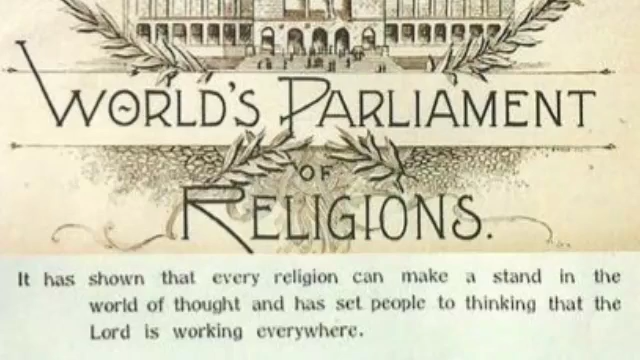 WORLD'S PARLIAMENT
OF
RELIGIONS.
It has shown that every religion can make a stand in the
world of thought and has set people to thinking that the
Lord is working everywhere.